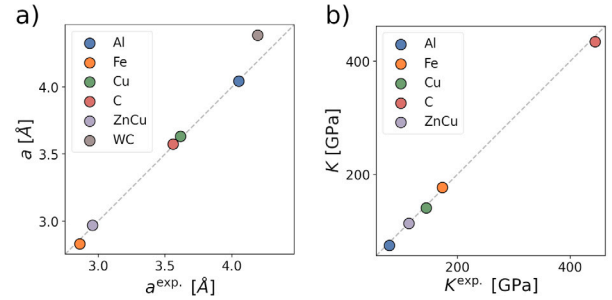 a)
b)
Al
Fe
Cu
C
ZnCu
WC
4.0
3.5
3.0
a [Å]
3.0
3.5
4.0
a^exp. [Å]
Al
Fe
Cu
C
ZnCu
400
200
K [GPa]
200
400
K^exp. [GPa]